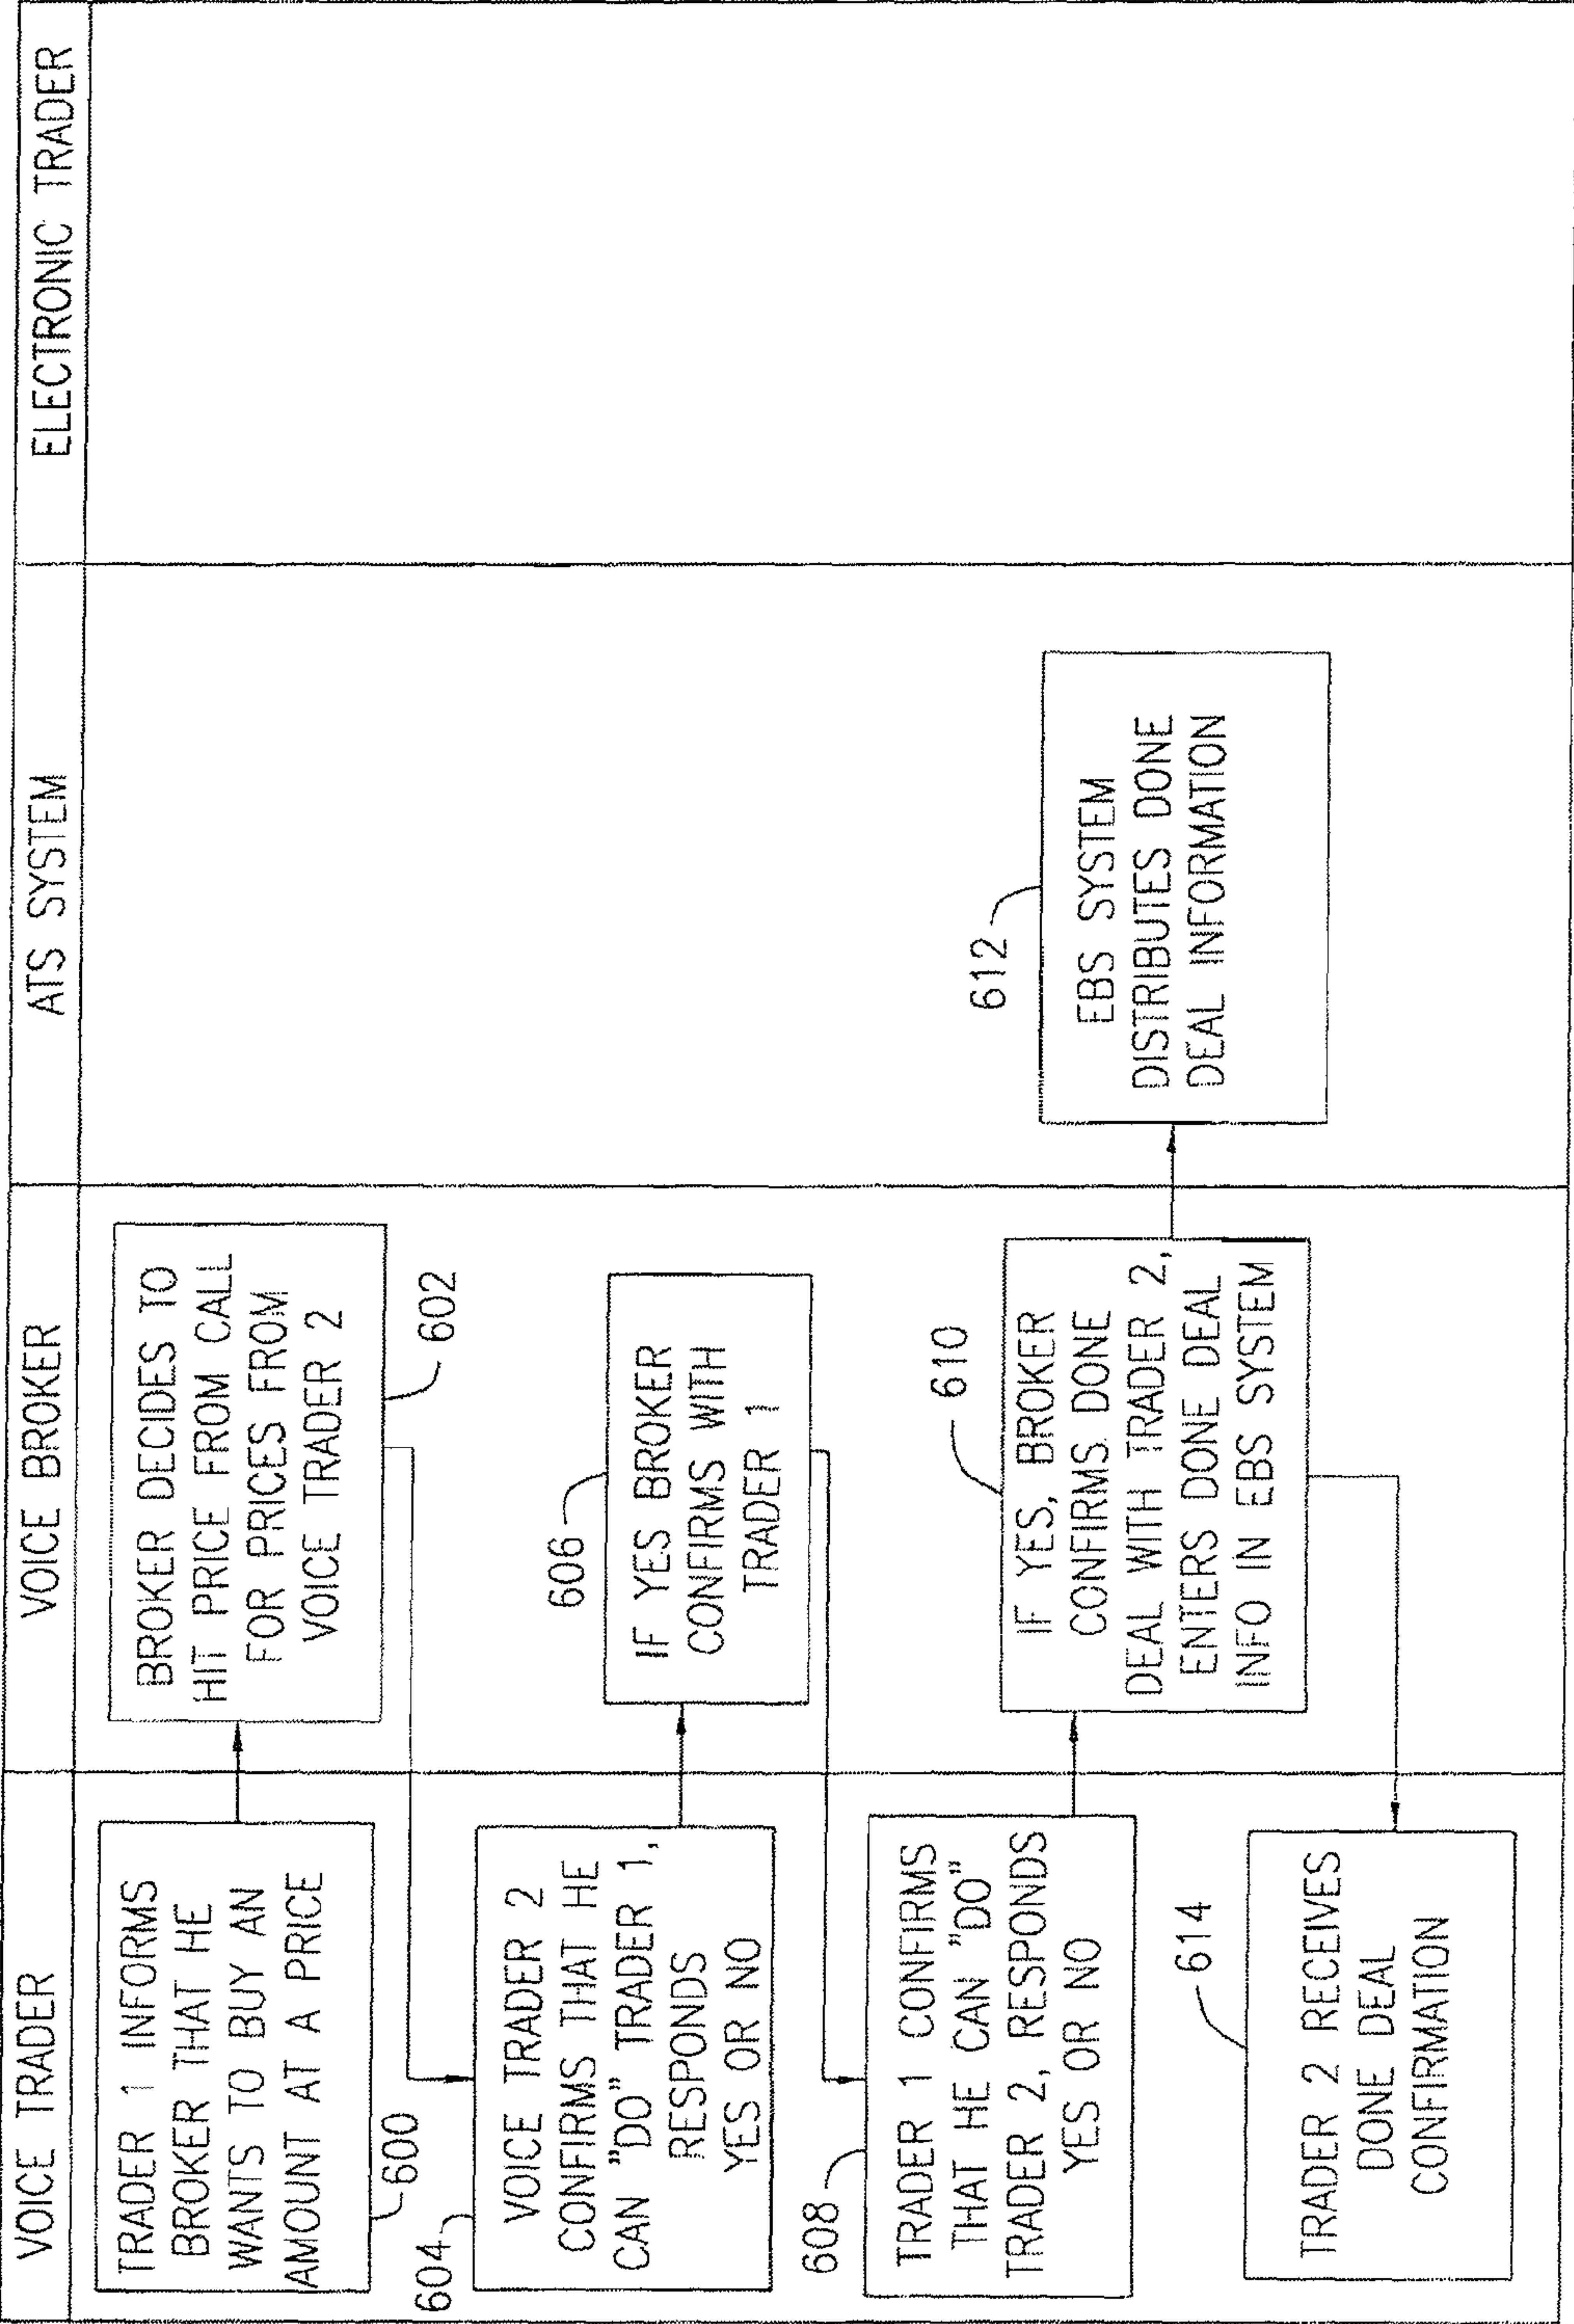 VOICE TRADER
VOICE BROKER
ATS SYSTEM
ELECTRONIC TRADER
TRADER 1 INFORMS
BROKER THAT HE
WANTS TO BUY AN
AMOUNT AT A PRICE
600
BROKER DECIDES TO
HIT PRICE FROM CALL
FOR PRICES FROM
VOICE TRADER 2
602
604
VOICE TRADER 2
CONFIRMS THAT HE
CAN "DO" TRADER 1,
RESPONDS
YES OR NO
606
IF YES BROKER
CONFIRMS WITH
TRADER 1
608
TRADER 1 CONFIRMS
THAT HE CAN "DO"
TRADER 2, RESPONDS
YES OR NO
610
IF YES, BROKER
CONFIRMS DONE
DEAL WITH TRADER 2,
ENTERS DONE DEAL
INFO IN EBS SYSTEM
612
EBS SYSTEM
DISTRIBUTES DONE
DEAL INFORMATION
614
TRADER 2 RECEIVES
DONE DEAL
CONFIRMATION